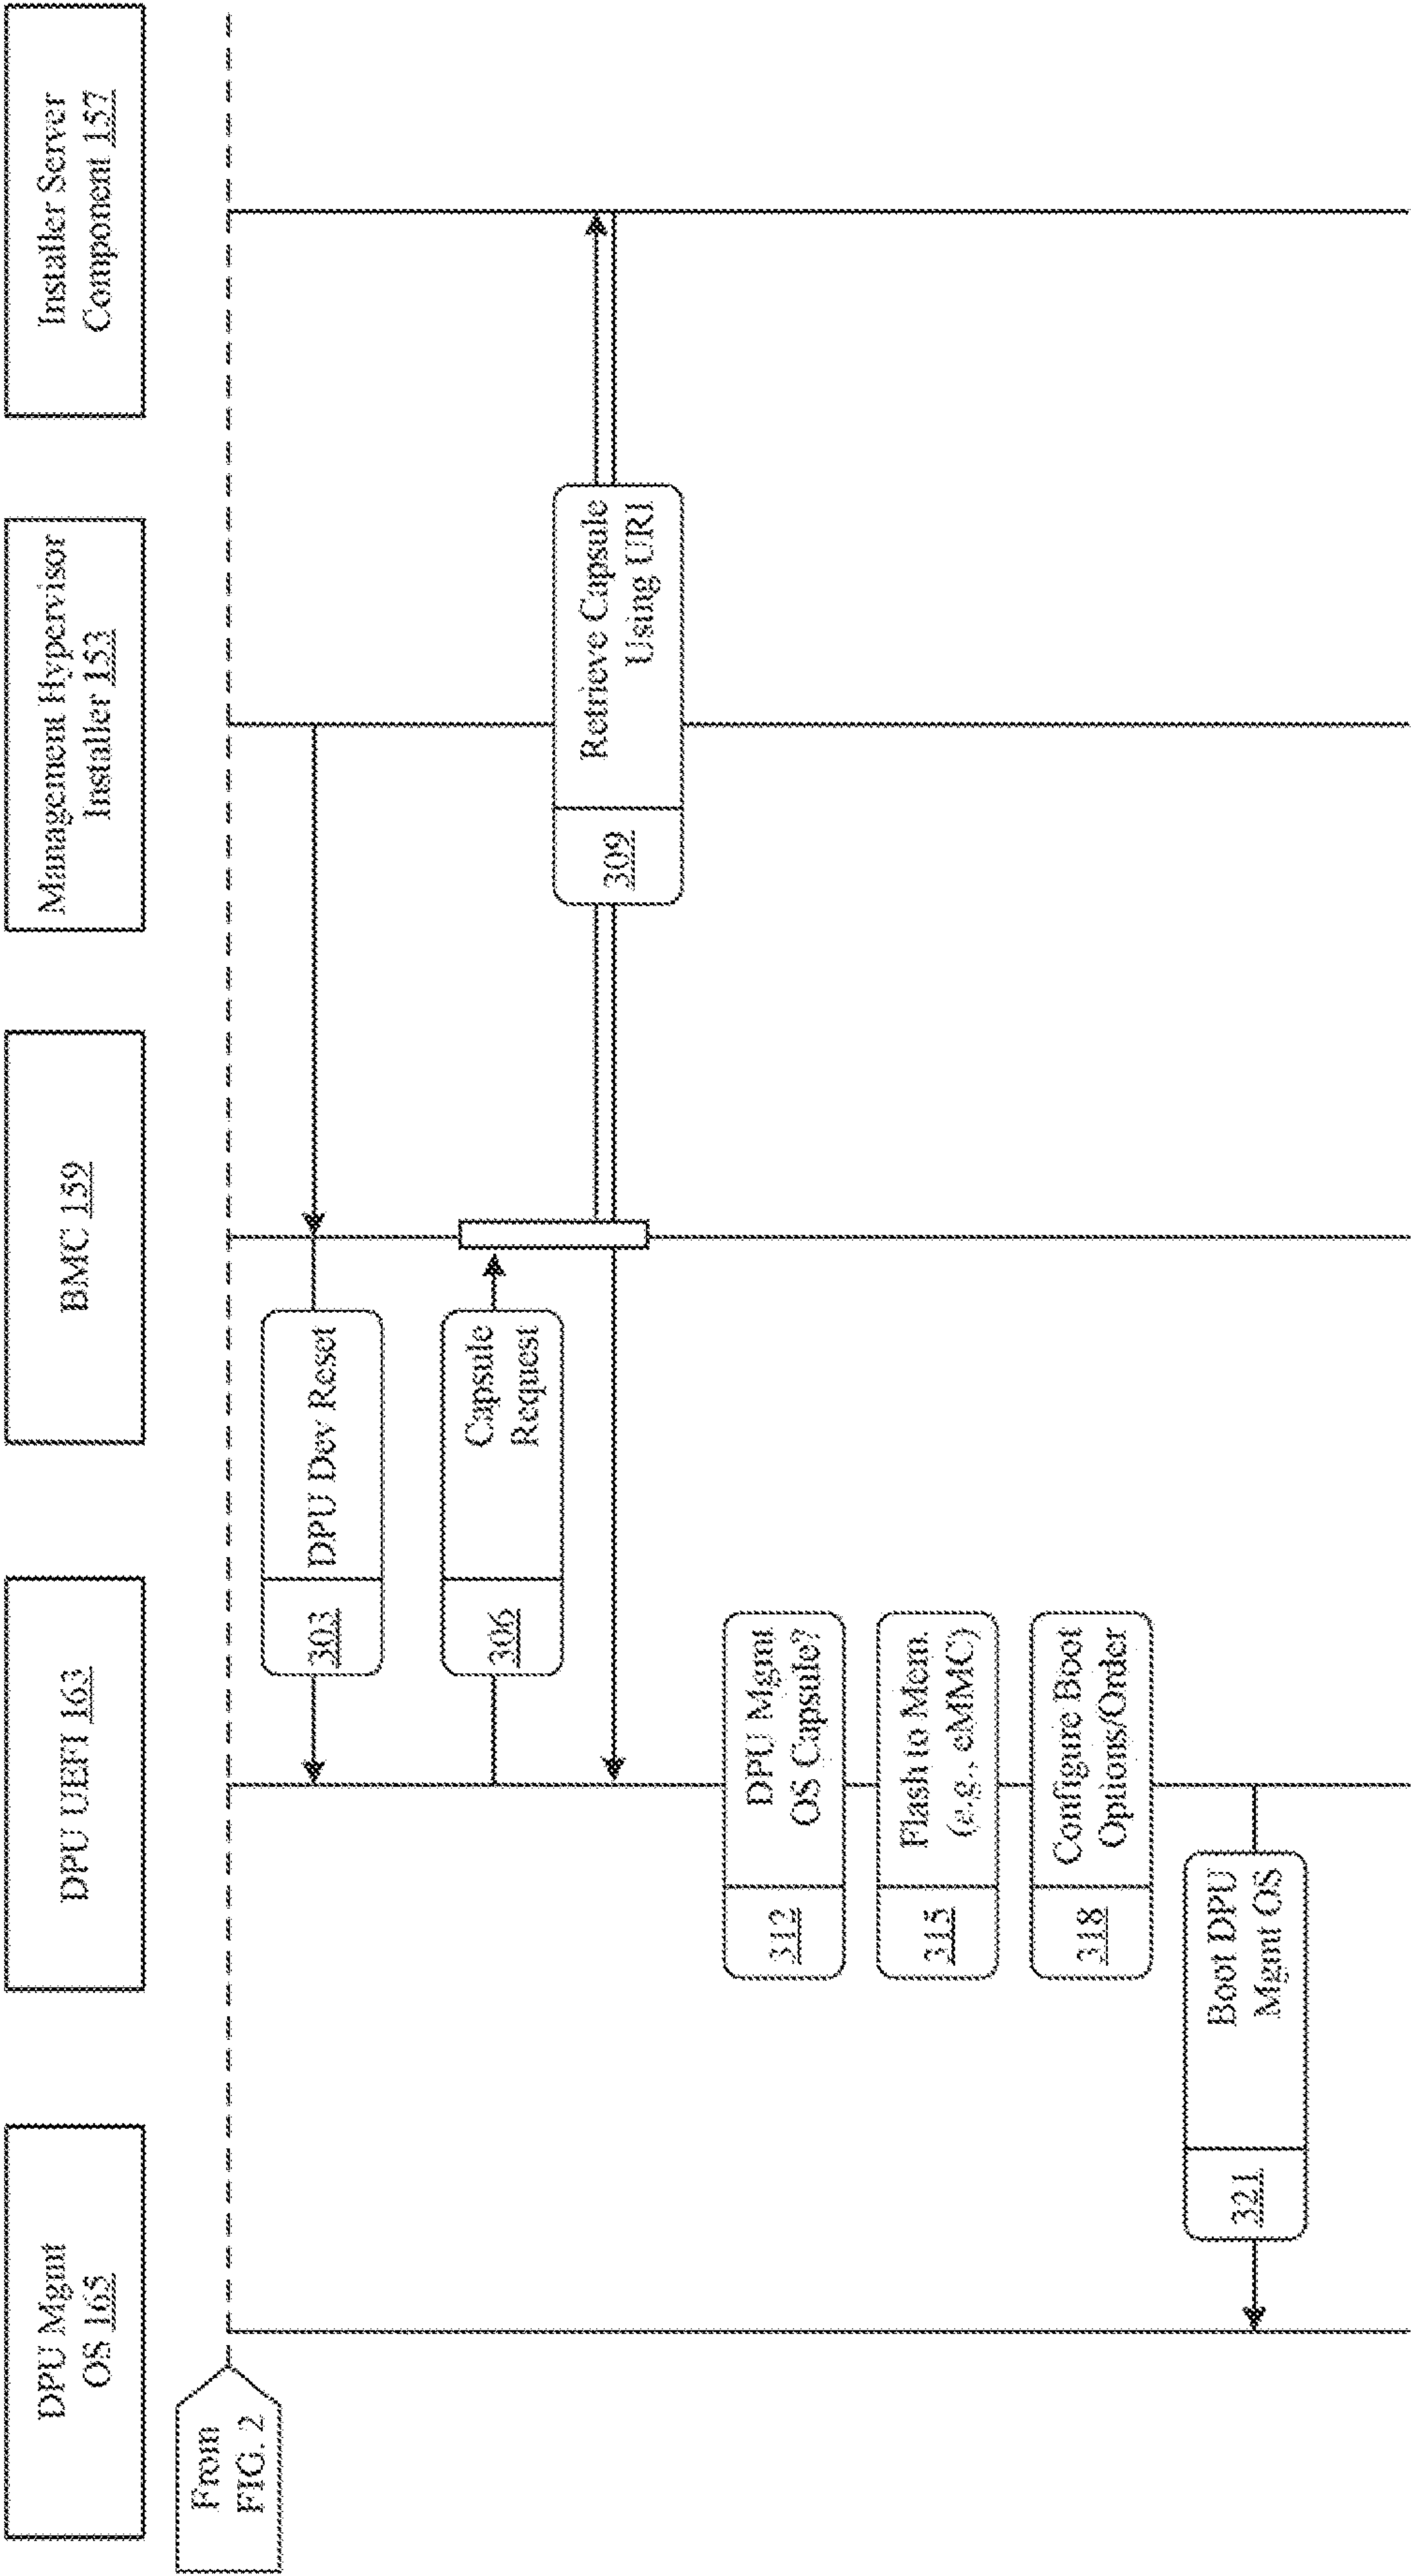 DPU Mgmt
OS 165
DPU UEFI 163
BMC 159
Management Hypervisor
Installer 153
Installer Server
Component 157
From
FIG. 2
303
DPU Dev Reset
306
Capsule
Request
309
Retrieve Capsule
Using URI
312
DPU Mgmt
OS Capsule?
315
Flash to Mem.
(e.g., eMMC)
318
Configure Boot
Options/Order
321
Boot DPU
Mgmt OS